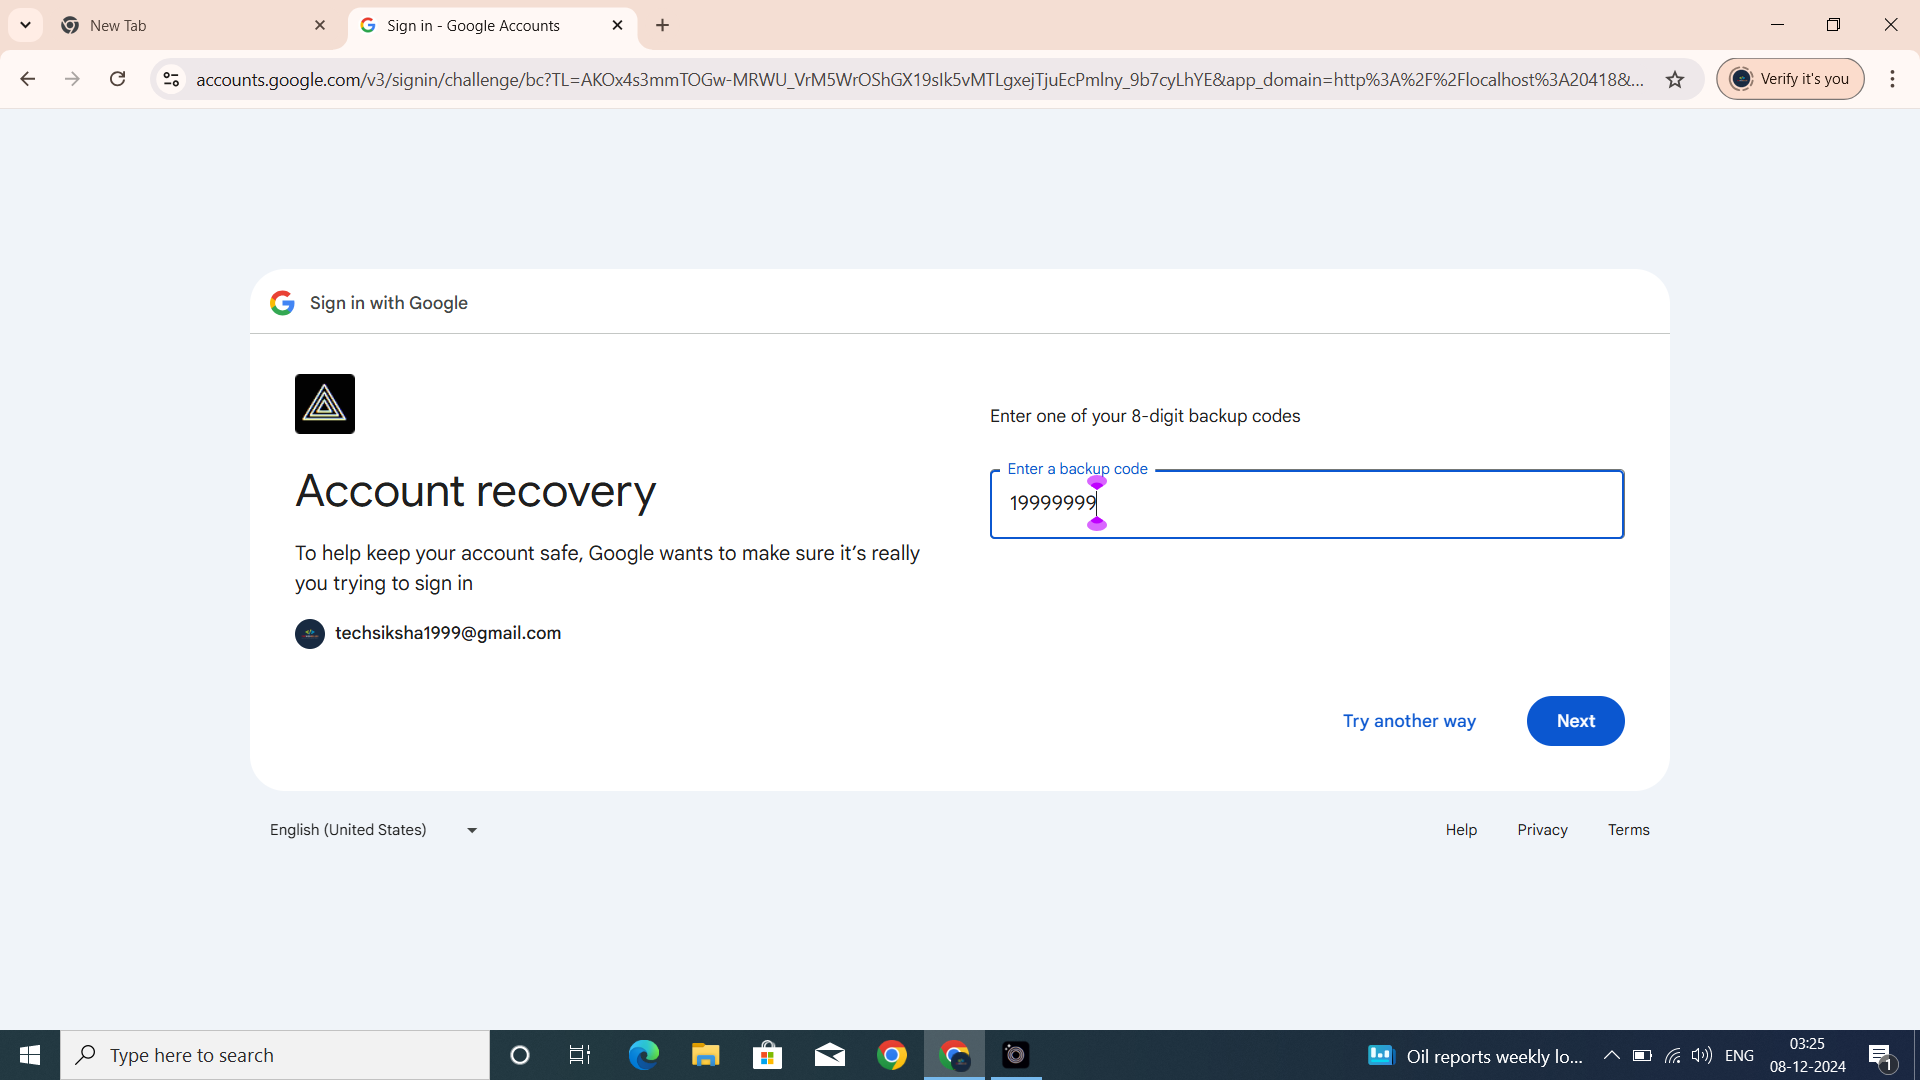 New Tab
Sign in - Google Accounts
accounts.google.com/v3/signin/challenge/bc?TL=AKOx4s3mmTOGw-MRWU_VrM5WrOShGX19sIk5vMTLgxejTjuEcPmlny_9b7cyLhYE&app_domain=http%3A%2F%2Flocalhost%3A20418&...
Verify it's you
Sign in with Google
Enter one of your 8-digit backup codes
Enter a backup code
19999999
Account recovery
To help keep your account safe, Google wants to make sure it’s really
you trying to sign in
techsiksha1999@gmail.com
Try another way
Next
English (United States)
Help
Privacy
Terms
Type here to search
Oil reports weekly lo...
ENG
03:25
08-12-2024
1